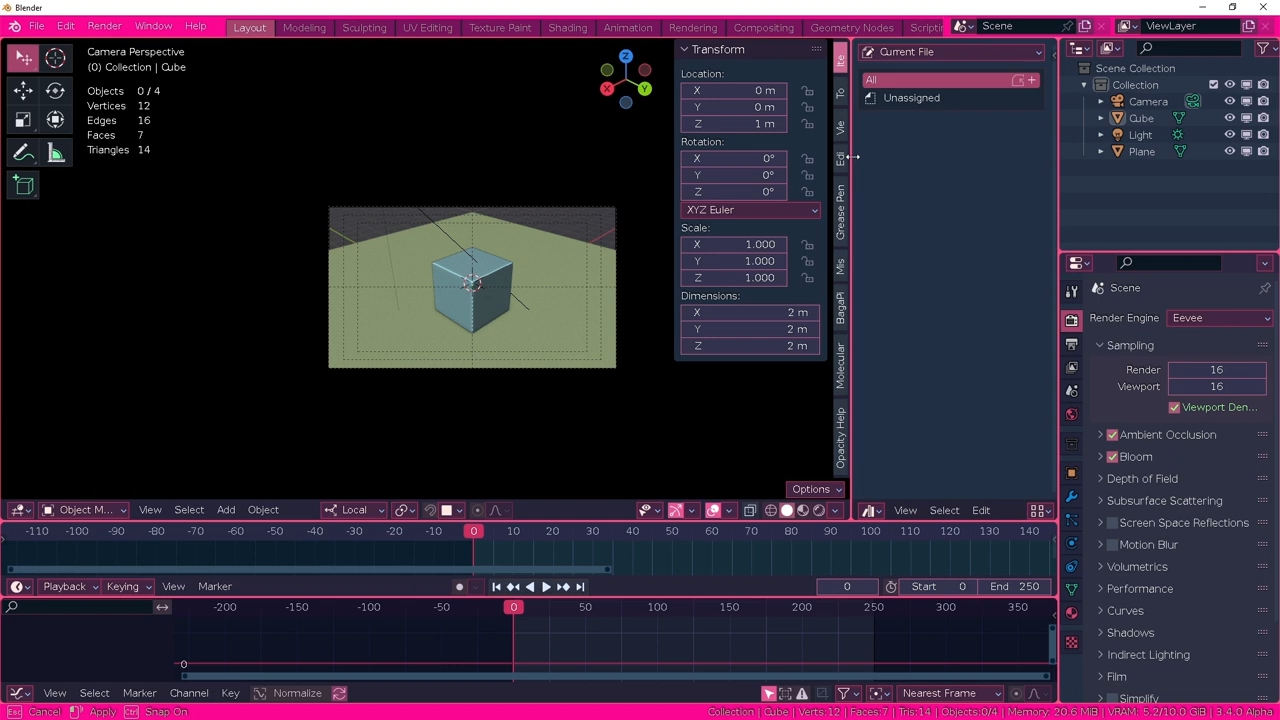 Blender
File Edit Render Window Help
Layout Modeling Sculpting UV Editing Texture Paint Shading Animation Rendering Compositing Geometry Nodes Scripti
Scene
ViewLayer
Camera Perspective
(0) Collection | Cube
Objects 0 / 4
Vertices 12
Edges 16
Faces 7
Triangles 14
Z
X
Y
Transform
Location:
X 0 m
Y 0 m
Z 1 m
Rotation:
X 0°
Y 0°
Z 0°
XYZ Euler
Scale:
X 1.000
Y 1.000
Z 1.000
Dimensions:
X 2 m
Y 2 m
Z 2 m
Ite
To
Vie
Edi
Grease Pen
Mis
BagaPi
Molecular
Opacity Help
Options
Current File
All
Unassigned
Scene Collection
Collection
Camera
Cube
Light
Plane
Scene
Render Engine Eevee
Sampling
Render 16
Viewport 16
Viewport Den...
Ambient Occlusion
Bloom
Depth of Field
Subsurface Scattering
Screen Space Reflections
Motion Blur
Volumetrics
Performance
Curves
Shadows
Indirect Lighting
Film
Simplify
Object M... View Select Add Object Local
View Select Edit
-110 -100 -90 -80 -70 -60 -50 -40 -30 -20 -10 0 10 20 30 40 50 60 70 80 90 100 110 120 130 140
Playback Keying View Marker 0 Start 0 End 250
-200 -150 -100 -50 0 50 100 150 200 250 300 350
View Select Marker Channel Key Normalize Nearest Frame
Esc Cancel Apply Ctrl Snap On
Collection | Cube | Verts:12 | Faces:7 | Tris:14 | Objects:0/4 | Memory: 20.6 MiB | VRAM: 5.2/10.0 GiB | 3.4.0 Alpha